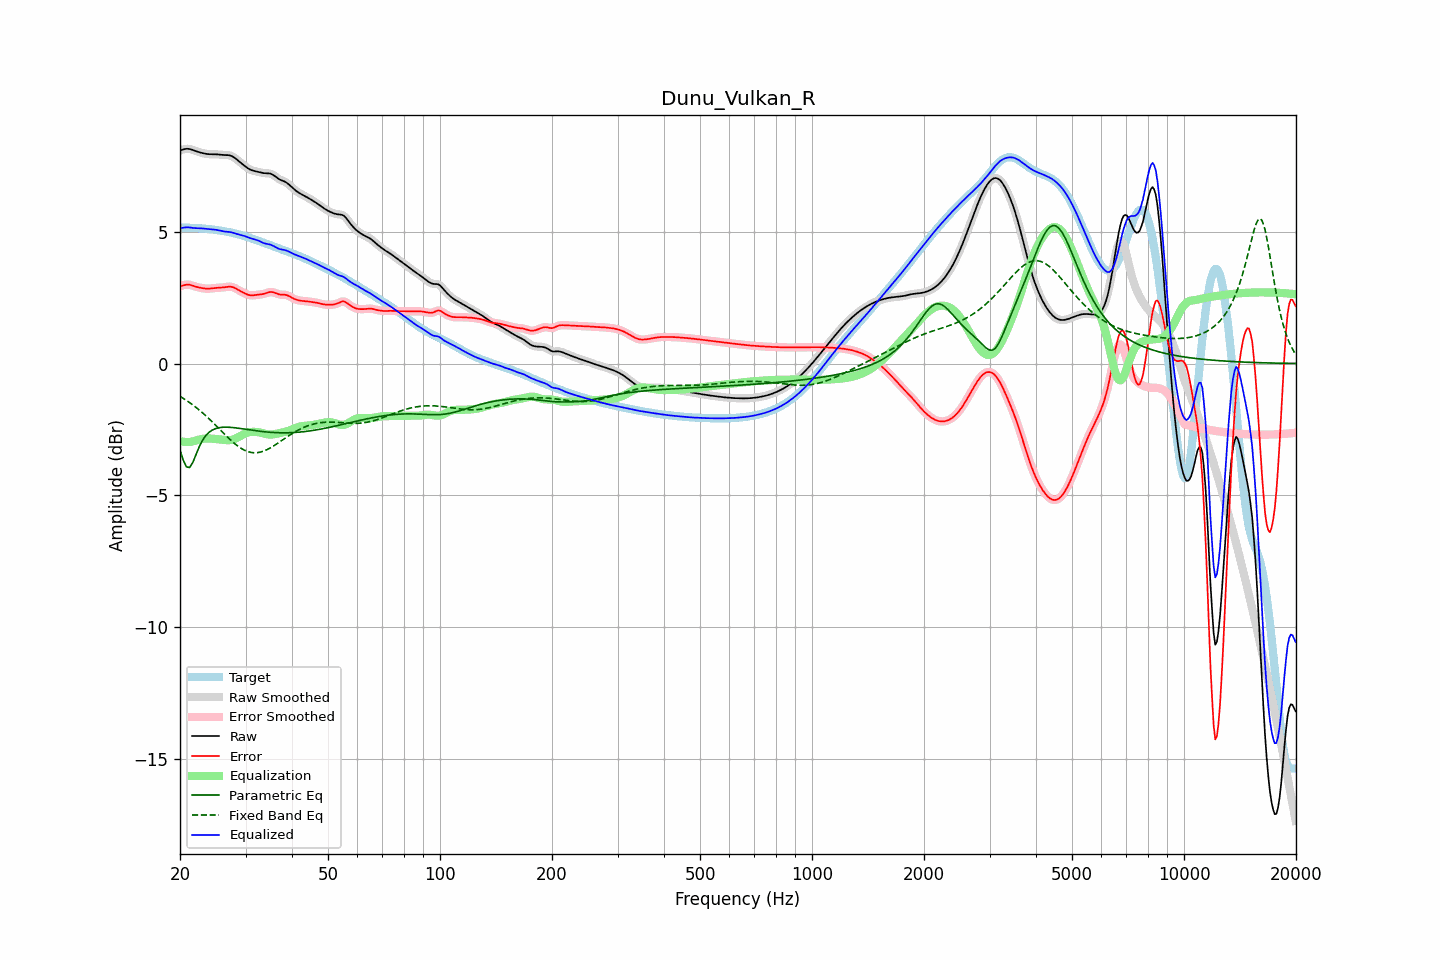 Dunu_Vulkan_R
Amplitude (dBr)
5
0
−5
−10
−15
Target
Raw Smoothed
Error Smoothed
Raw
Error
Equalization
Parametric Eq
Fixed Band Eq
Equalized
20 50 100 200 500 1000 2000 5000 10000 20000
Frequency (Hz)